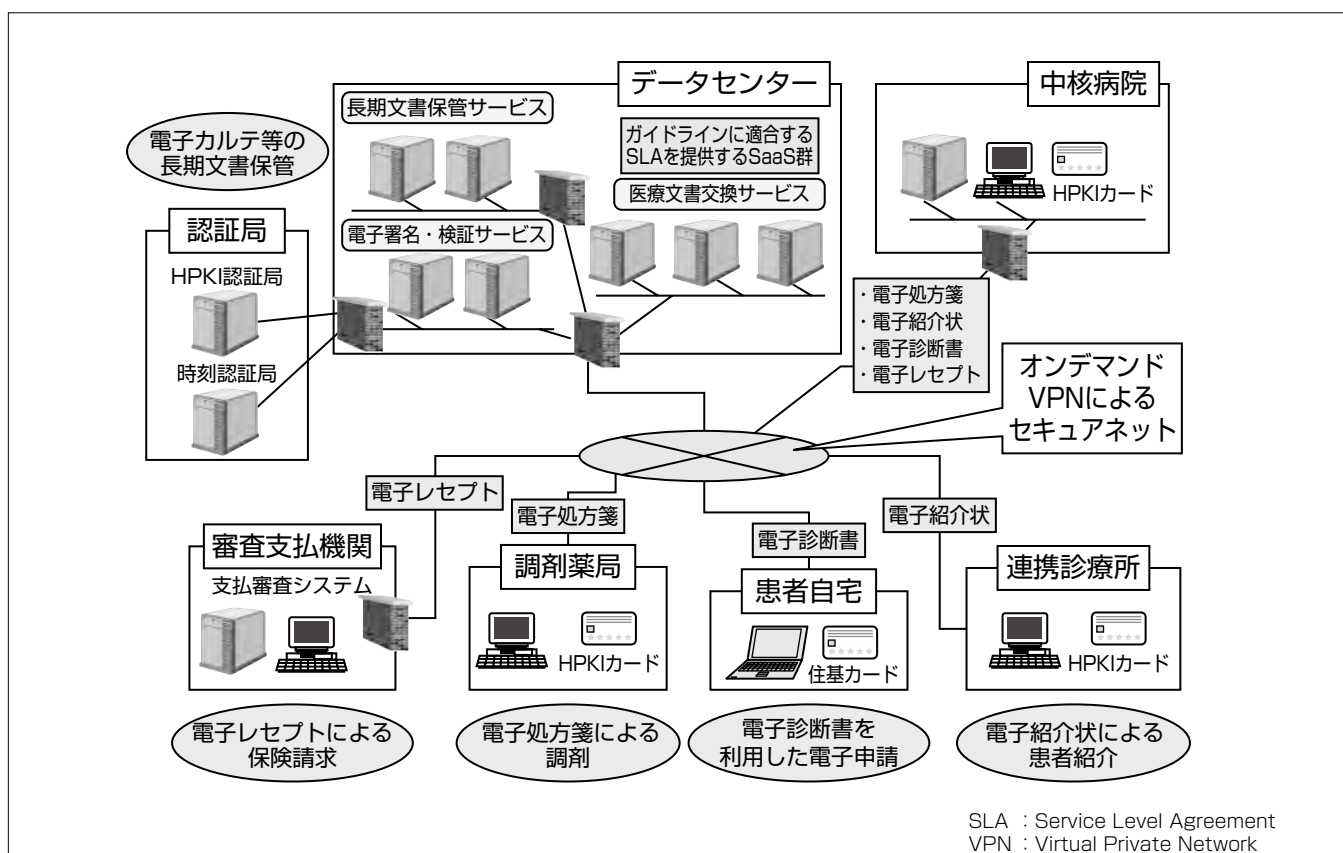 データセンター
長期文書保管サービス
ガイドラインに適合する
SLAを提供するSaaS群
医療文書交換サービス
電子署名・検証サービス
中核病院
HPKIカード
電子カルテ等の
長期文書保管
認証局
HPKI認証局
時刻認証局
・電子処方箋
・電子紹介状
・電子診断書
・電子レセプト
オンデマンド
VPNによる
セキュアネット
電子レセプト
電子処方箋
電子診断書
電子紹介状
審査支払機関
支払審査システム
調剤薬局
HPKIカード
患者自宅
住基カード
連携診療所
HPKIカード
電子レセプトによる
保険請求
電子処方箋による
調剤
電子診断書を
利用した電子申請
電子紹介状による
患者紹介
SLA ：Service Level Agreement
VPN ：Virtual Private Network